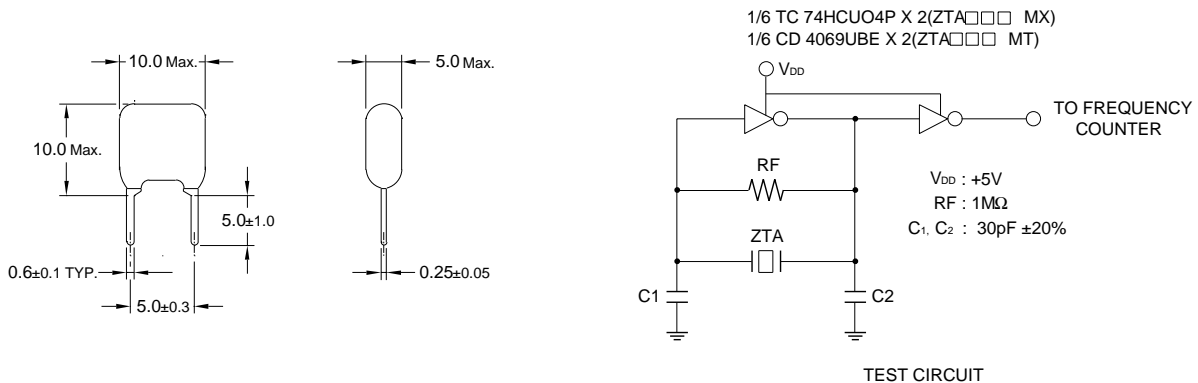 1/6 TC 74HCUO4P X 2(ZTA□□□ MX)
1/6 CD 4069UBE X 2(ZTA□□□ MT)
10.0 Max.
5.0 Max.
VDD
10.0 Max.
TO FREQUENCY
COUNTER
RF
VDD : +5V
RF : 1MΩ
C1, C2 : 30pF ±20%
5.0±1.0
ZTA
0.6±0.1 TYP.
0.25±0.05
5.0±0.3
C1
C2
TEST CIRCUIT